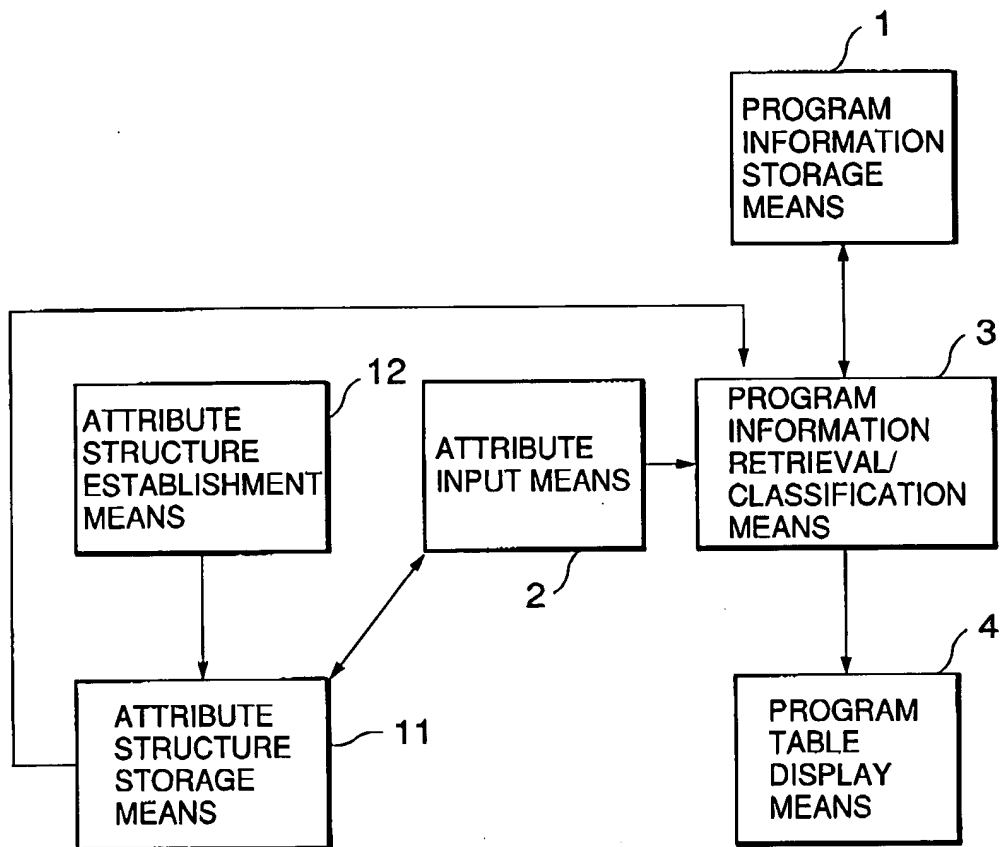 1
PROGRAM
INFORMATION
STORAGE
MEANS
3
PROGRAM
INFORMATION
RETRIEVAL/
CLASSIFICATION
MEANS
12
ATTRIBUTE
STRUCTURE
ESTABLISHMENT
MEANS
ATTRIBUTE
INPUT MEANS
2
4
PROGRAM
TABLE
DISPLAY
MEANS
11
ATTRIBUTE
STRUCTURE
STORAGE
MEANS